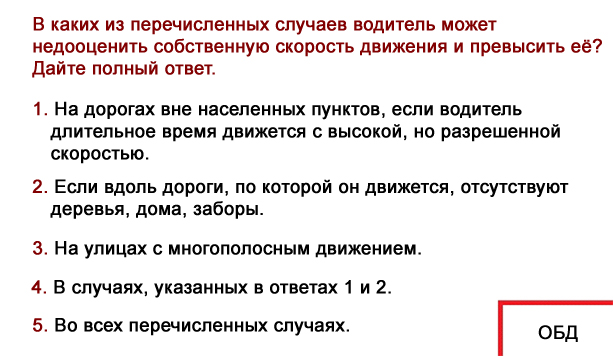 В каких из перечисленных случаев водитель может
недооценить собственную скорость движения и превысить её?
Дайте полный ответ.
1. На дорогах вне населенных пунктов, если водитель
длительное время движется с высокой, но разрешенной
скоростью.
2. Если вдоль дороги, по которой он движется, отсутствуют
деревья, дома, заборы.
3. На улицах с многополосным движением.
4. В случаях, указанных в ответах 1 и 2.
5. Во всех перечисленных случаях.
ОБД